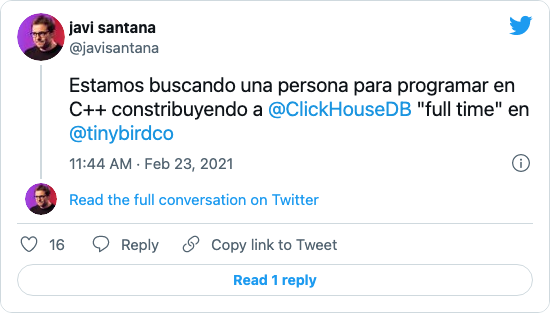 javi santana
@javisantana
Estamos buscando una persona para programar en
C++ constribuyendo a @ClickHouseDB "full time" en
@tinybirdco
11:44 AM · Feb 23, 2021
Read the full conversation on Twitter
16 Reply Copy link to Tweet
Read 1 reply